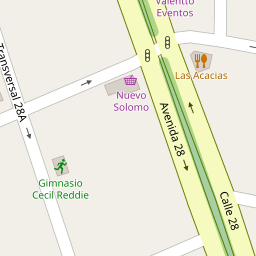 Valentto
Eventos
Las Acacias
Nuevo
Solomo
Transversal 28A
Avenida 28
Gimnasio
Cecil Reddie
Calle 28